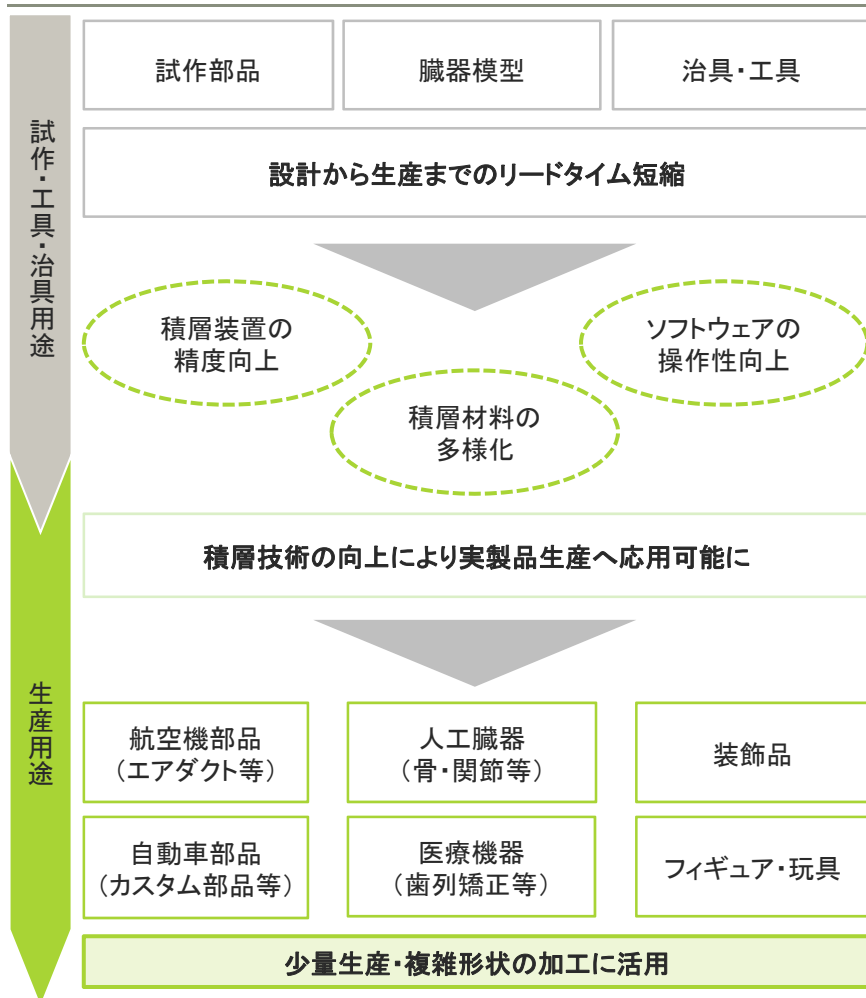 試作・工具・治具用途
試作部品
臓器模型
治具・工具
設計から生産までのリードタイム短縮
積層装置の
精度向上
ソフトウェアの
操作性向上
積層材料の
多様化
積層技術の向上により実製品生産へ応用可能に
生産用途
航空機部品
（エアダクト等）
人工臓器
（骨・関節等）
装飾品
自動車部品
（カスタム部品等）
医療機器
（歯列矯正等）
フィギュア・玩具
少量生産・複雑形状の加工に活用